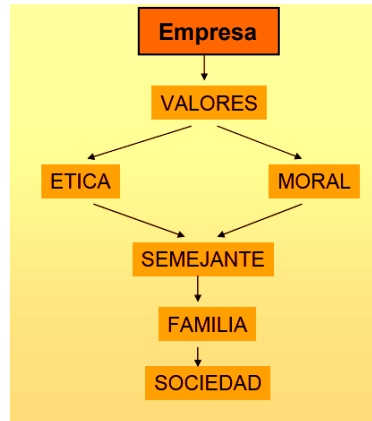 Empresa
VALORES
ETICA
MORAL
SEMEJANTE
FAMILIA
SOCIEDAD